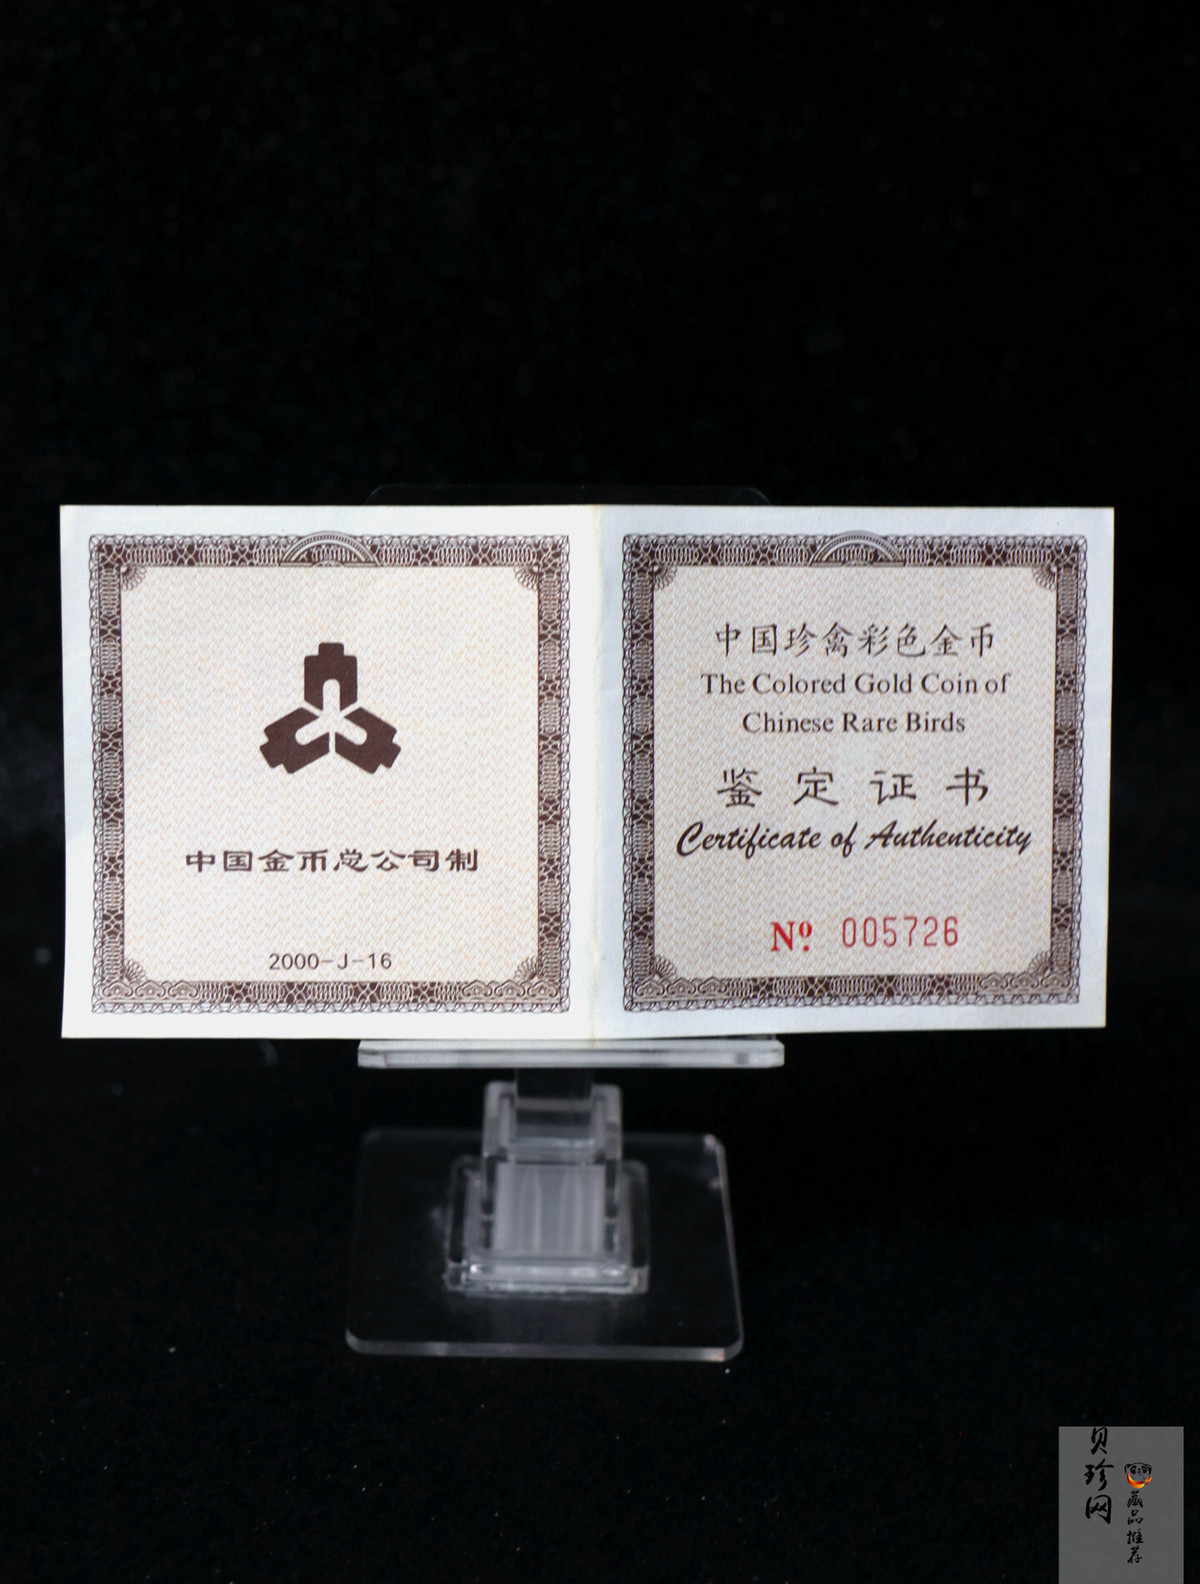 中国金币总公司制
2000-J-16
中国珍禽彩色金币
The Colored Gold Coin of
Chinese Rare Birds
鉴定证书
Certificate of Authenticity
Nº. 005726
贝珍网
藏品推荐